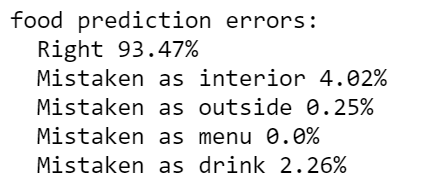 food prediction errors:
Right 93.47%
Mistaken as interior 4.02%
Mistaken as outside 0.25%
Mistaken as menu 0.0%
Mistaken as drink 2.26%